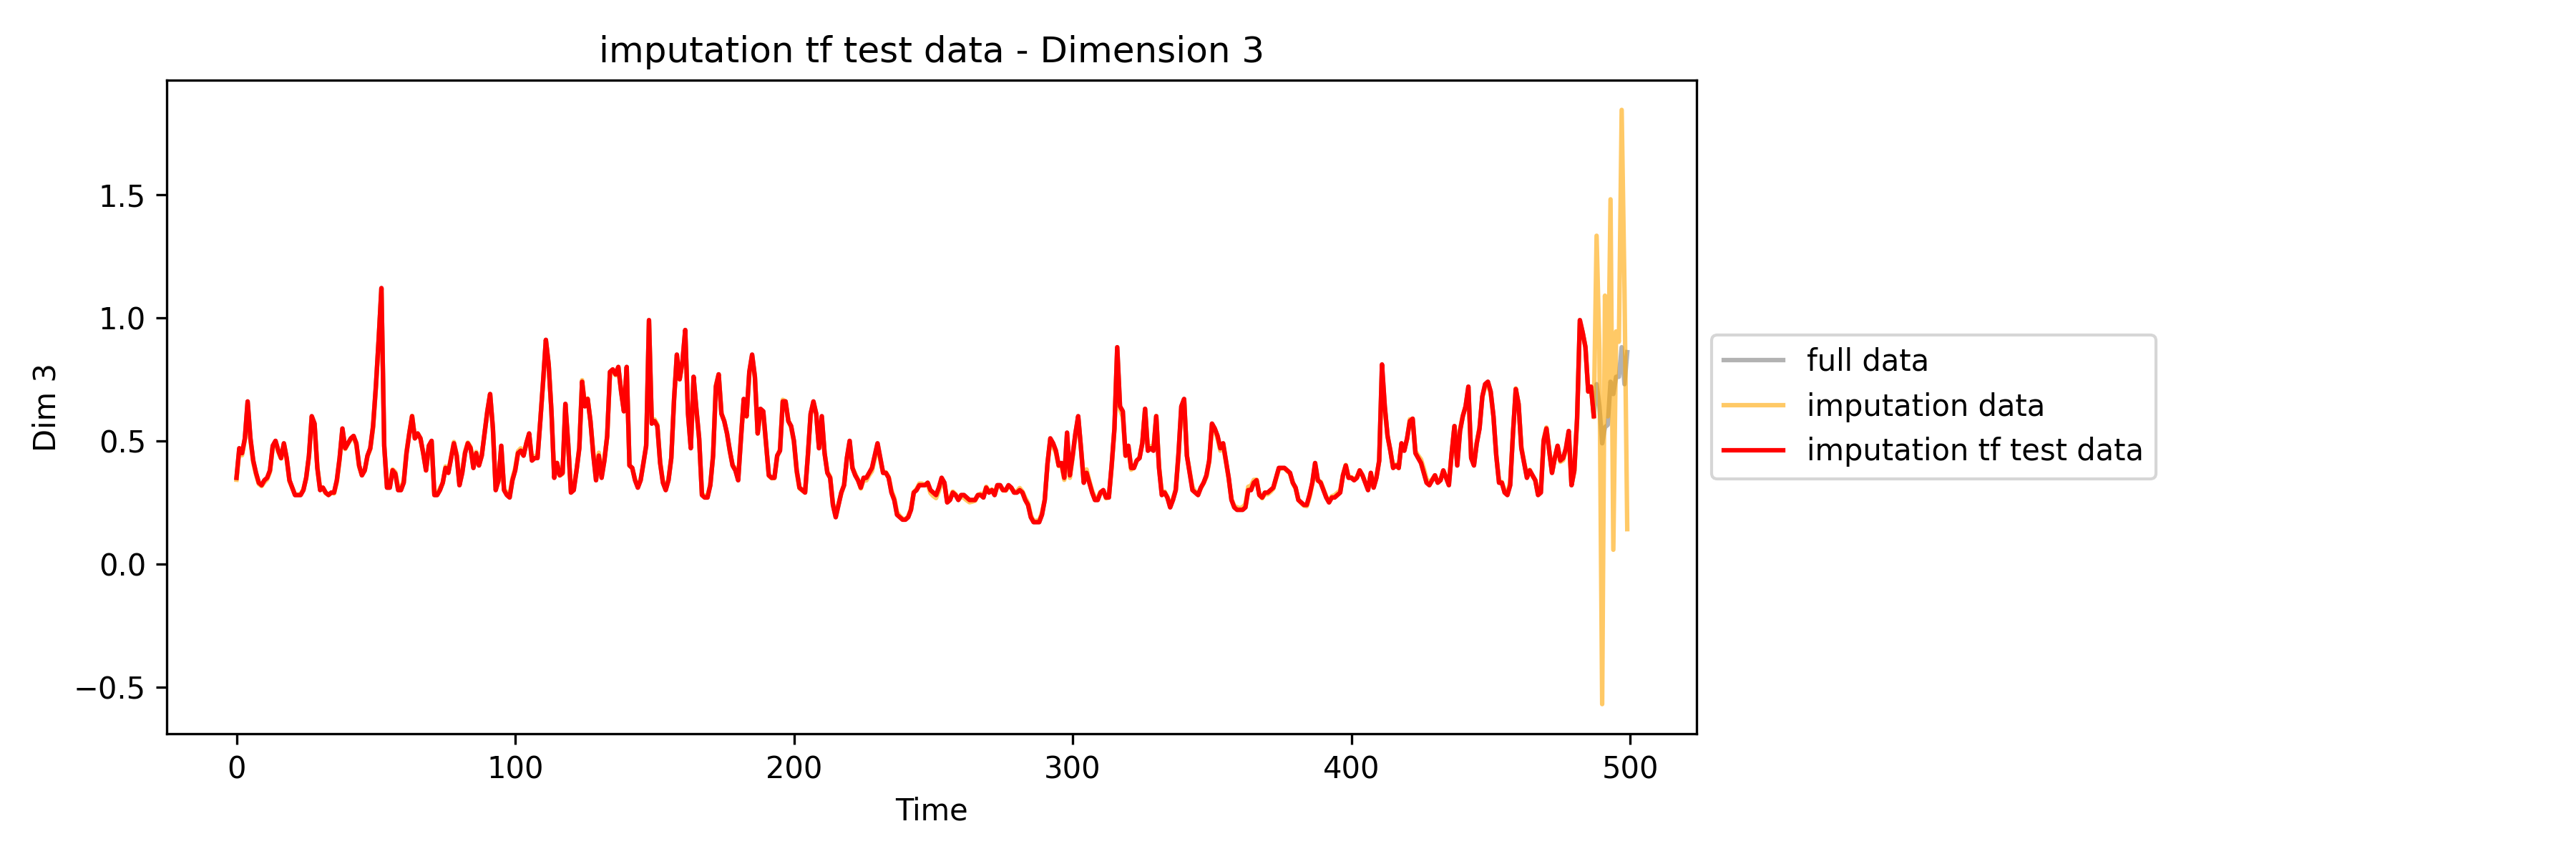 imputation tf test data - Dimension 3
Dim 3
1.5
1.0
0.5
0.0
−0.5
0 100 200 300 400 500
Time
full data
imputation data
imputation tf test data